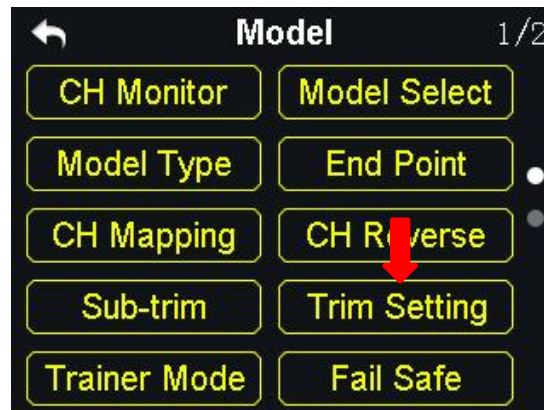 Model 1/2
CH Monitor Model Select
Model Type End Point
CH Mapping CH Reverse
Sub-trim Trim Setting
Trainer Mode Fail Safe